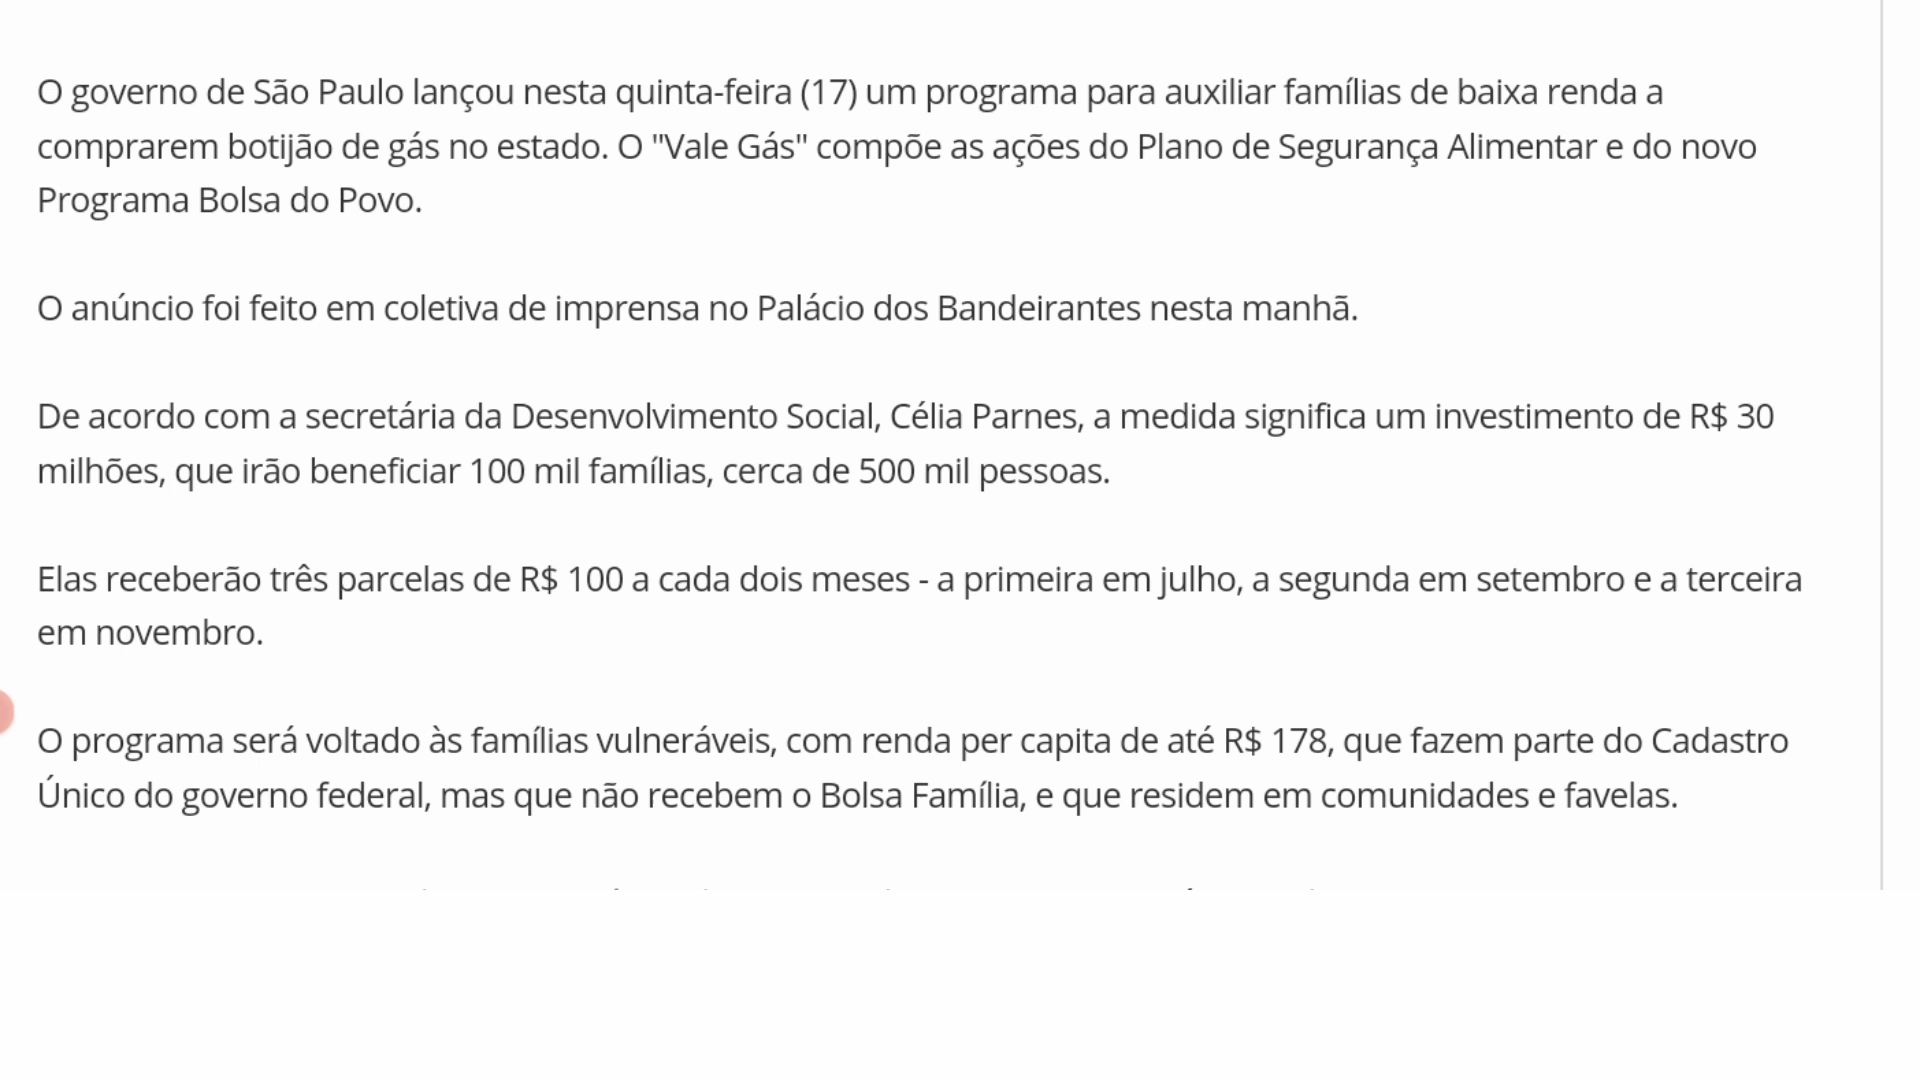 O governo de São Paulo lançou nesta quinta-feira (17) um programa para auxiliar famílias de baixa renda a
comprarem botijão de gás no estado. O "Vale Gás" compõe as ações do Plano de Segurança Alimentar e do novo
Programa Bolsa do Povo.
O anúncio foi feito em coletiva de imprensa no Palácio dos Bandeirantes nesta manhã.
De acordo com a secretária da Desenvolvimento Social, Célia Parnes, a medida significa um investimento de R$ 30
milhões, que irão beneficiar 100 mil famílias, cerca de 500 mil pessoas.
Elas receberão três parcelas de R$ 100 a cada dois meses - a primeira em julho, a segunda em setembro e a terceira
em novembro.
O programa será voltado às famílias vulneráveis, com renda per capita de até R$ 178, que fazem parte do Cadastro
Único do governo federal, mas que não recebem o Bolsa Família, e que residem em comunidades e favelas.